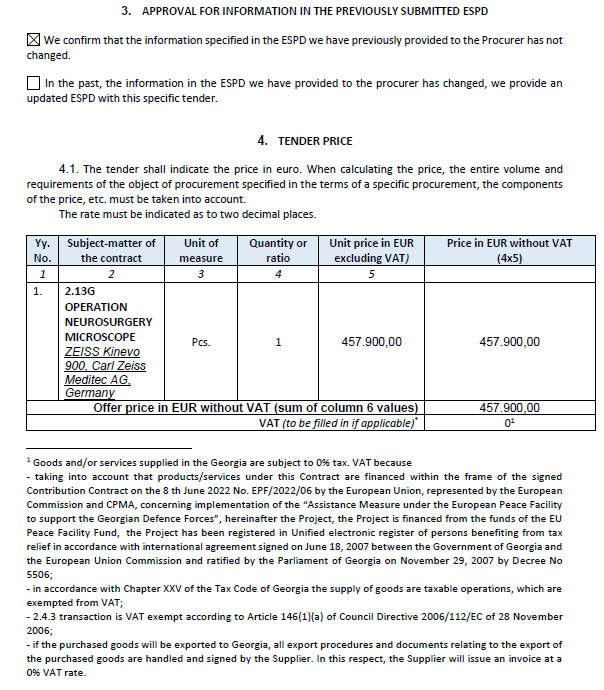 3. APPROVAL FOR INFORMATION IN THE PREVIOUSLY SUBMITTED ESPD
☒ We confirm that the information specified in the ESPD we have previously provided to the Procurer has not
changed.
☐ In the past, the information in the ESPD we have provided to the procurer has changed, we provide an
updated ESPD with this specific tender.
4. TENDER PRICE
4.1. The tender shall indicate the price in euro. When calculating the price, the entire volume and
requirements of the object of procurement specified in the terms of a specific procurement, the components
of the price, etc. must be taken into account.
The rate must be indicated as to two decimal places.
Yy. Subject-matter of Unit of Quantity or Unit price in EUR Price in EUR without VAT
No. the contract measure ratio excluding VAT) (4x5)
1 2 3 4 5
1. 2.13G
OPERATION
NEUROSURGERY
MICROSCOPE
ZEISS Kinevo
900, Carl Zeiss
Meditec AG,
Germany
Pcs. 1 457.900,00 457.900,00
Offer price in EUR without VAT (sum of column 6 values) 457.900,00
VAT (to be filled in if applicable)* 0¹
¹ Goods and/or services supplied in the Georgia are subject to 0% tax. VAT because
- taking into account that products/services under this Contract are financed within the frame of the signed
Contribution Contract on the 8 th June 2022 No. EPF/2022/06 by the European Union, represented by the European
Commission and CPMA, concerning implementation of the "Assistance Measure under the European Peace Facility
to support the Georgian Defence Forces", hereinafter the Project, the Project is financed from the funds of the EU
Peace Facility Fund, the Project has been registered in Unified electronic register of persons benefiting from tax
relief in accordance with international agreement signed on June 18, 2007 between the Government of Georgia and
the European Union Commission and ratified by the Parliament of Georgia on November 29, 2007 by Decree No
5506;
- in accordance with Chapter XXV of the Tax Code of Georgia the supply of goods are taxable operations, which are
exempted from VAT;
- 2.4.3 transaction is VAT exempt according to Article 146(1)(a) of Council Directive 2006/112/EC of 28 November
2006;
- if the purchased goods will be exported to Georgia, all export procedures and documents relating to the export of
the purchased goods are handled and signed by the Supplier. In this respect, the Supplier will issue an invoice at a
0% VAT rate.